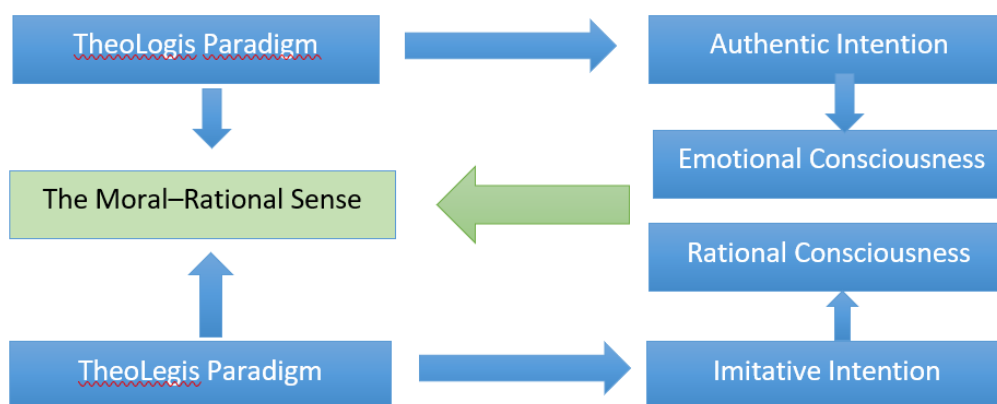 TheoLogis Paradigm
Authentic Intention
Emotional Consciousness
The Moral–Rational Sense
Rational Consciousness
TheoLegis Paradigm
Imitative Intention